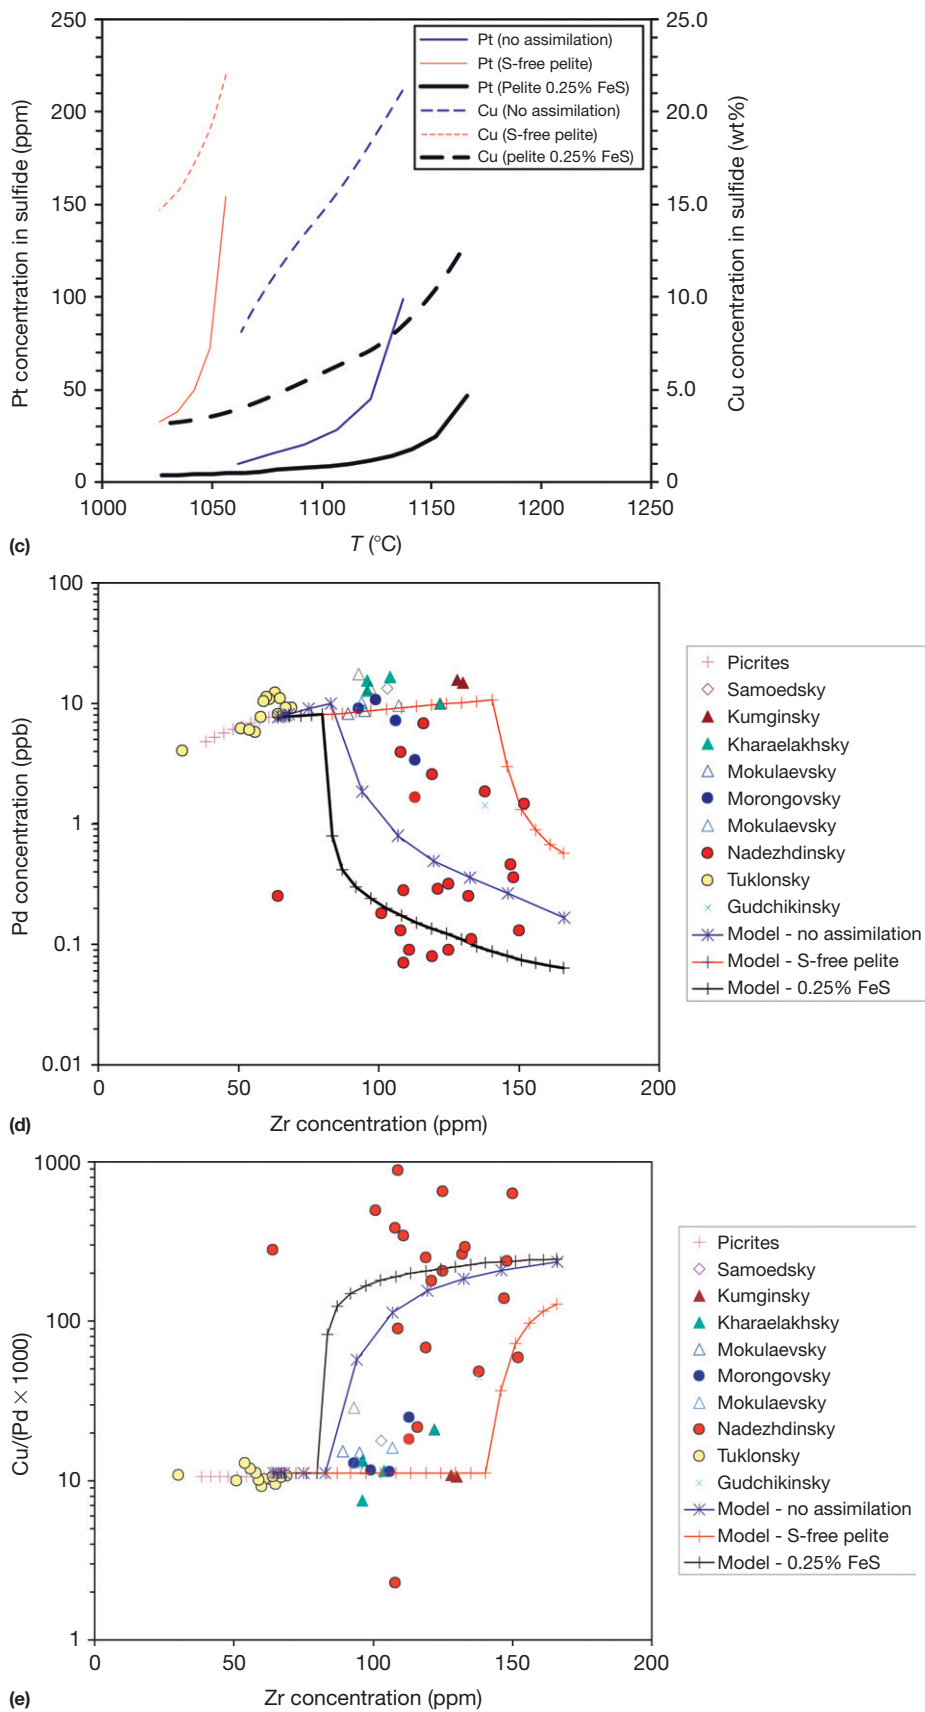 250
200
150
100
50
0
Pt concentration in sulfide (ppm)
25.0
20.0
15.0
10.0
5.0
0
Cu concentration in sulfide (wt%)
Pt (no assimilation)
Pt (S-free pelite)
Pt (Pelite 0.25% FeS)
Cu (No assimilation)
Cu (S-free pelite)
Cu (pelite 0.25% FeS)
1000 1050 1100 1150 1200 1250
T (°C)
(c)
100
10
1
0.1
0.01
Pd concentration (ppb)
0 50 100 150 200
Zr concentration (ppm)
(d)
Picrites
Samoedsky
Kumginsky
Kharaelakhsky
Mokulaevsky
Morongovsky
Mokulaevsky
Nadezhdinsky
Tuklonsky
Gudchikinsky
Model - no assimilation
Model - S-free pelite
Model - 0.25% FeS
1000
100
10
1
Cu/(Pd × 1000)
0 50 100 150 200
Zr concentration (ppm)
(e)
Picrites
Samoedsky
Kumginsky
Kharaelakhsky
Mokulaevsky
Morongovsky
Mokulaevsky
Nadezhdinsky
Tuklonsky
Gudchikinsky
Model - no assimilation
Model - S-free pelite
Model - 0.25% FeS